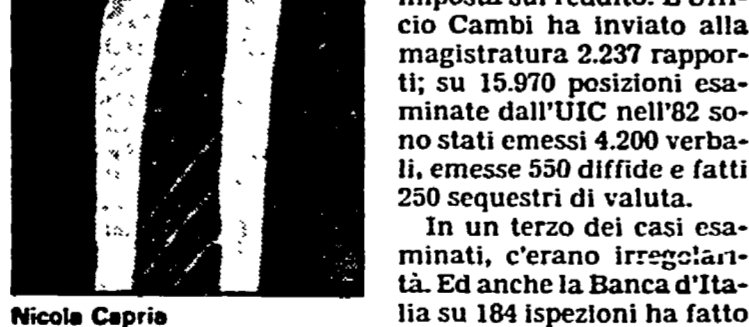 imposta sul reddito. L'Uffi-
cio Cambi ha inviato alla
magistratura 2.237 rappor-
ti; su 15.970 posizioni esa-
minate dall'UIC nell'82 so-
no stati emessi 4.200 verba-
li, emesse 550 diffide e fatti
250 sequestri di valuta.
In un terzo dei casi esa-
minati, c'erano irregolari-
tà. Ed anche la Banca d'Ita-
lia su 184 ispezioni ha fatto
Nicola Capria